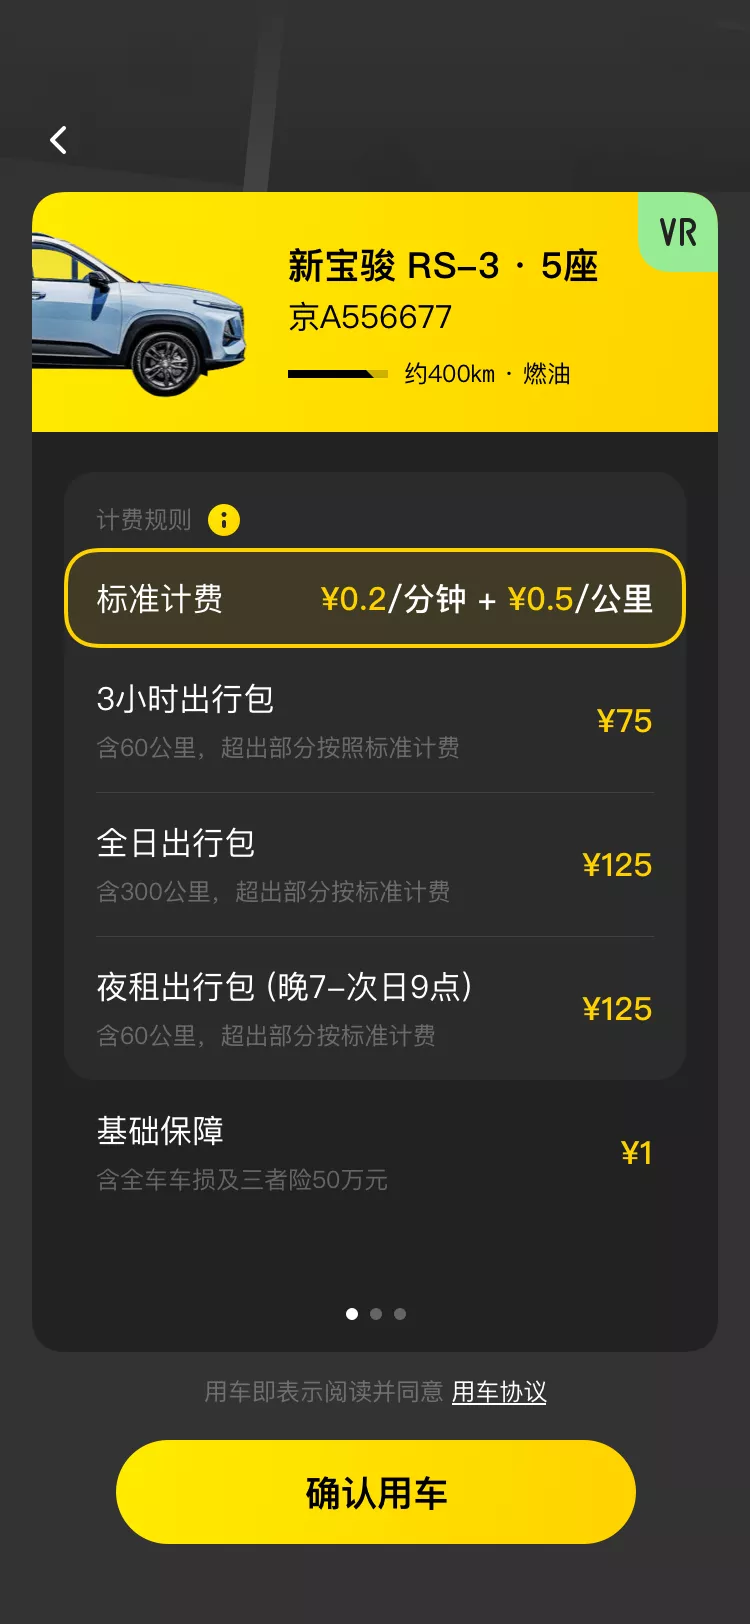 VR
新宝骏 RS-3 · 5座
京A556677
约400km · 燃油
计费规则
标准计费 ¥0.2/分钟 + ¥0.5/公里
3小时出行包
¥75
含60公里，超出部分按照标准计费
全日出行包
¥125
含300公里，超出部分按标准计费
夜租出行包 (晚7-次日9点)
¥125
含60公里，超出部分按标准计费
基础保障
¥1
含全车车损及三者险50万元
用车即表示阅读并同意 用车协议
确认用车